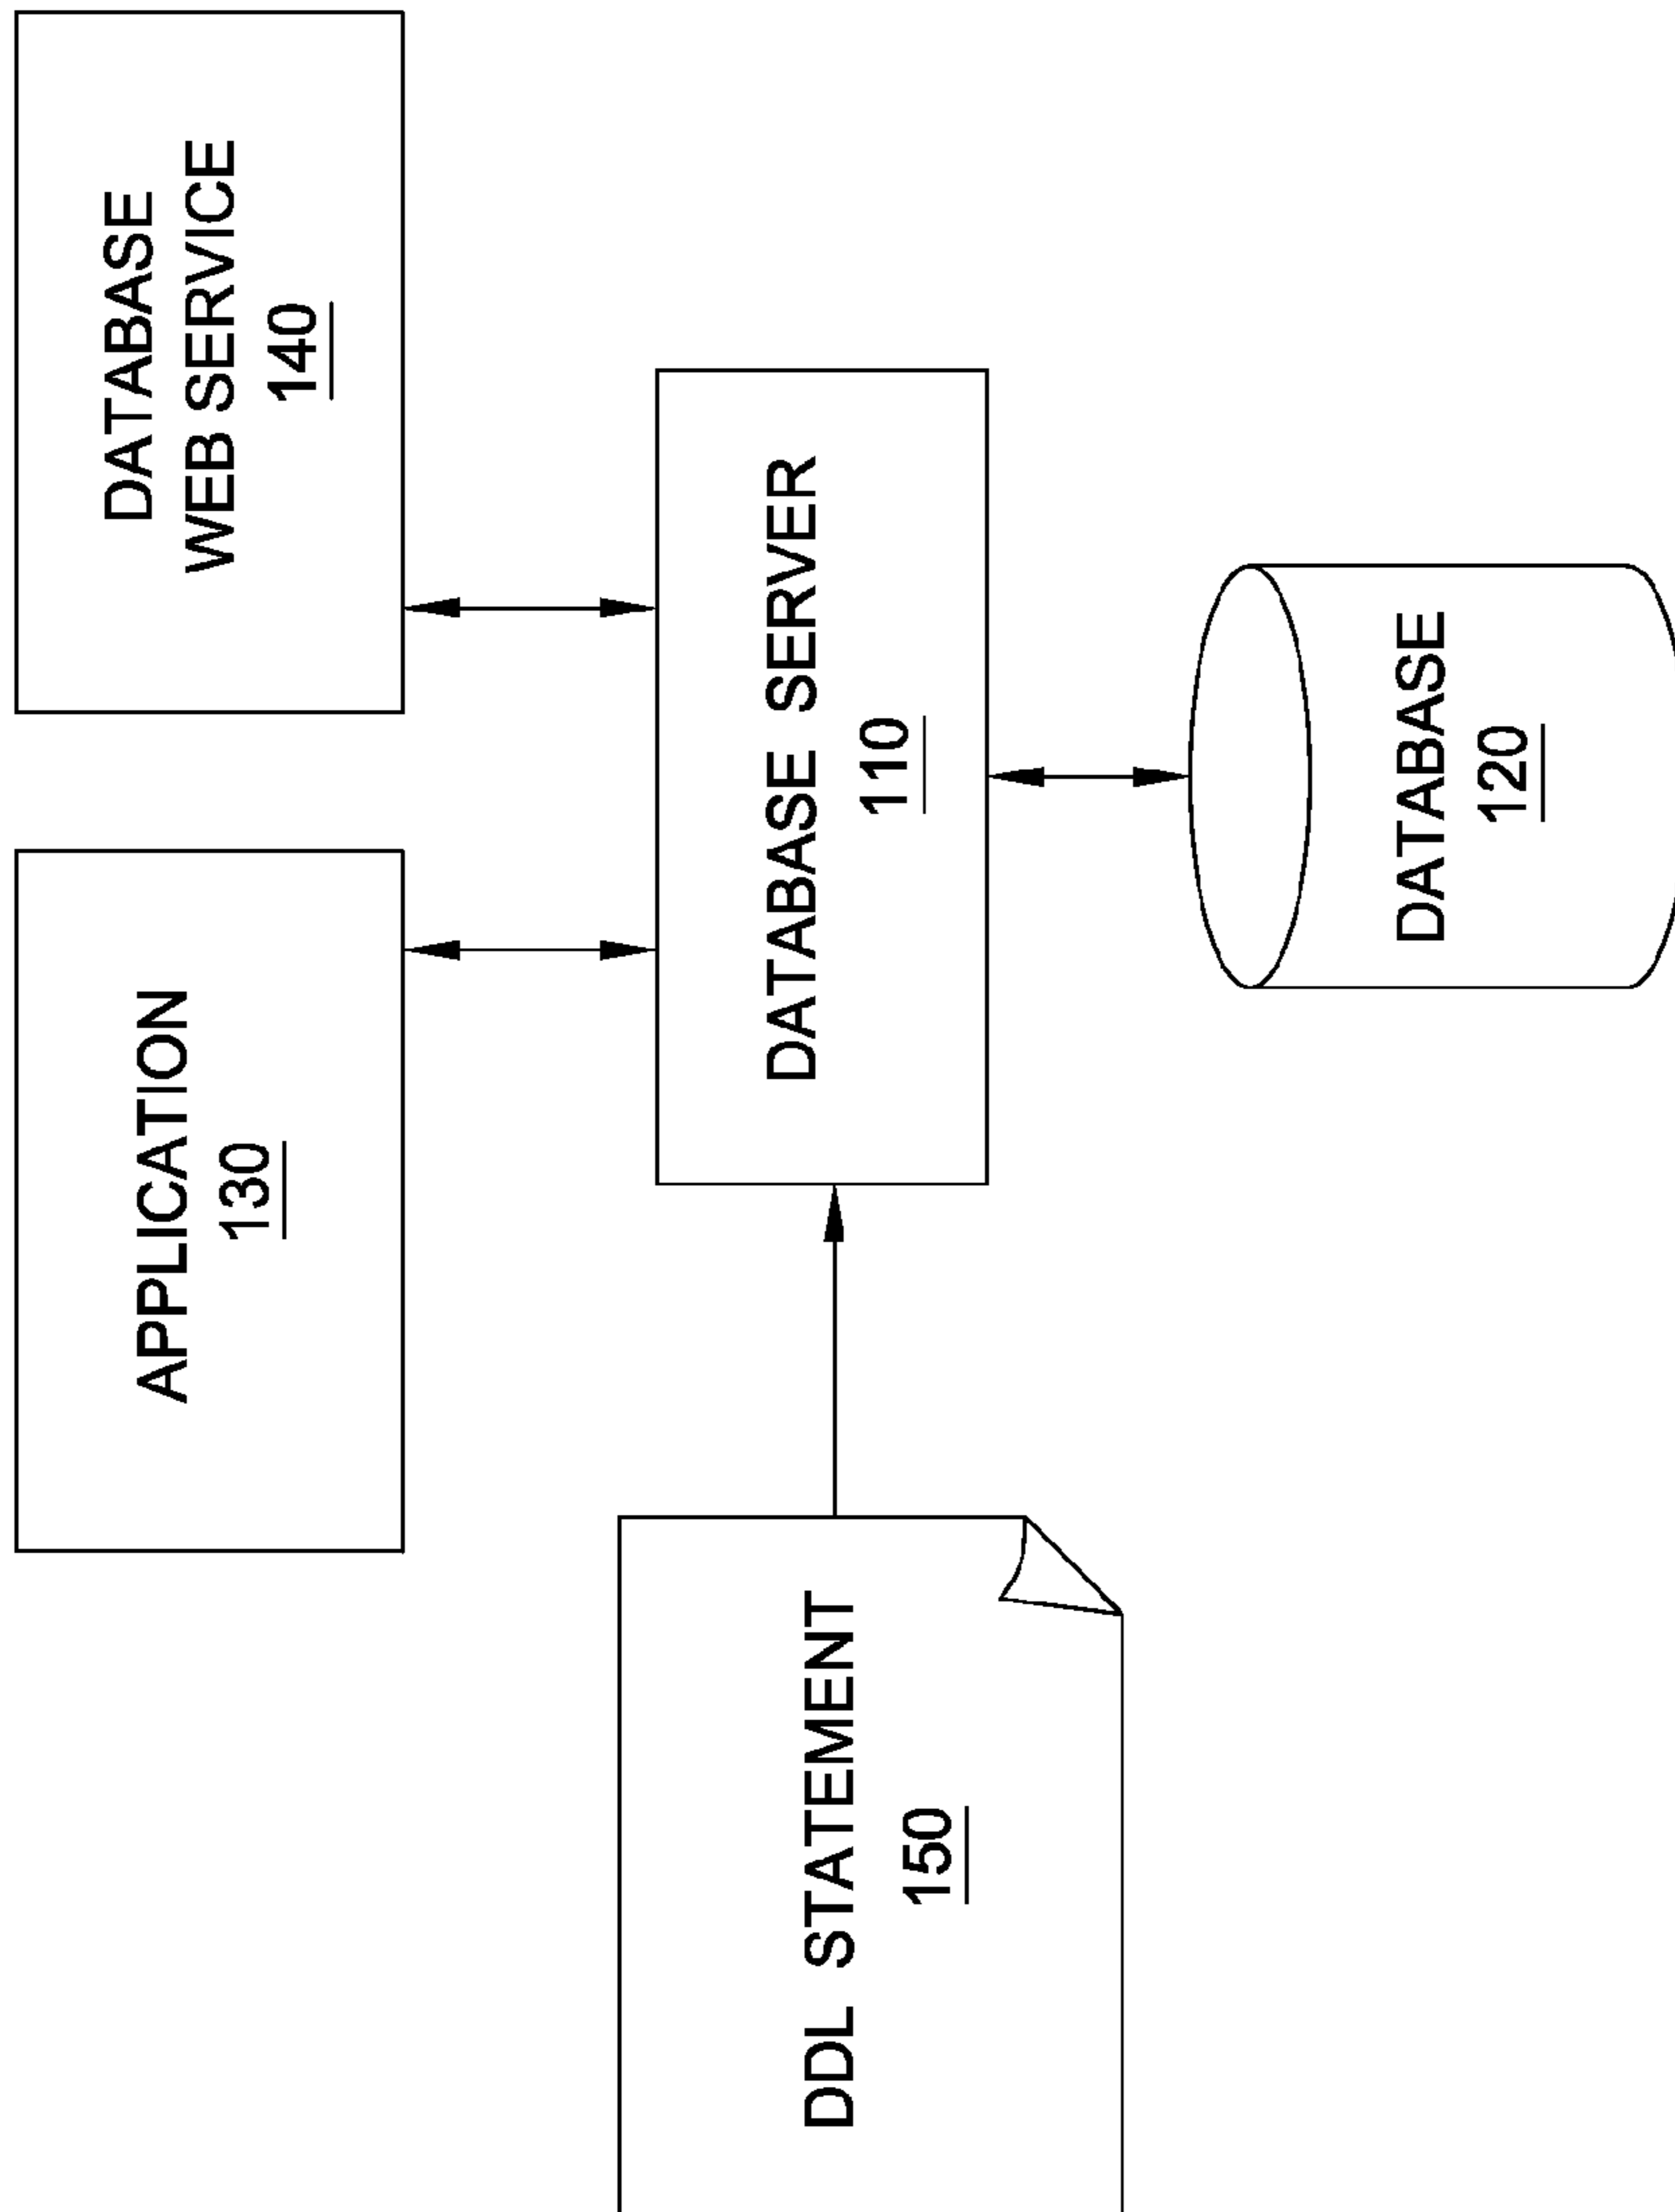 APPLICATION
130
DATABASE
WEB SERVICE
140
DDL STATEMENT
150
DATABASE SERVER
110
DATABASE
120